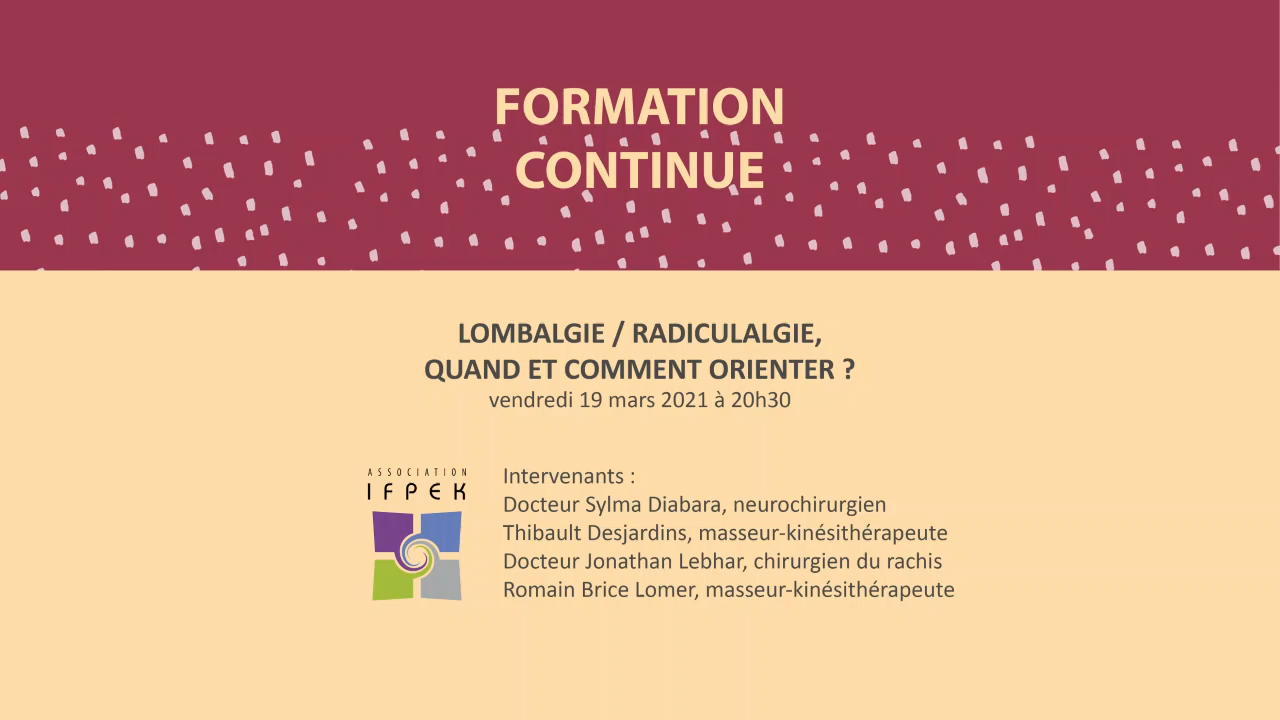 FORMATION
CONTINUE
LOMBALGIE / RADICULALGIE,
QUAND ET COMMENT ORIENTER ?
vendredi 19 mars 2021 à 20h30
ASSOCIATION
IFPEK
Intervenants :
Docteur Sylma Diabara, neurochirurgien
Thibault Desjardins, masseur-kinésithérapeute
Docteur Jonathan Lebhar, chirurgien du rachis
Romain Brice Lomer, masseur-kinésithérapeute